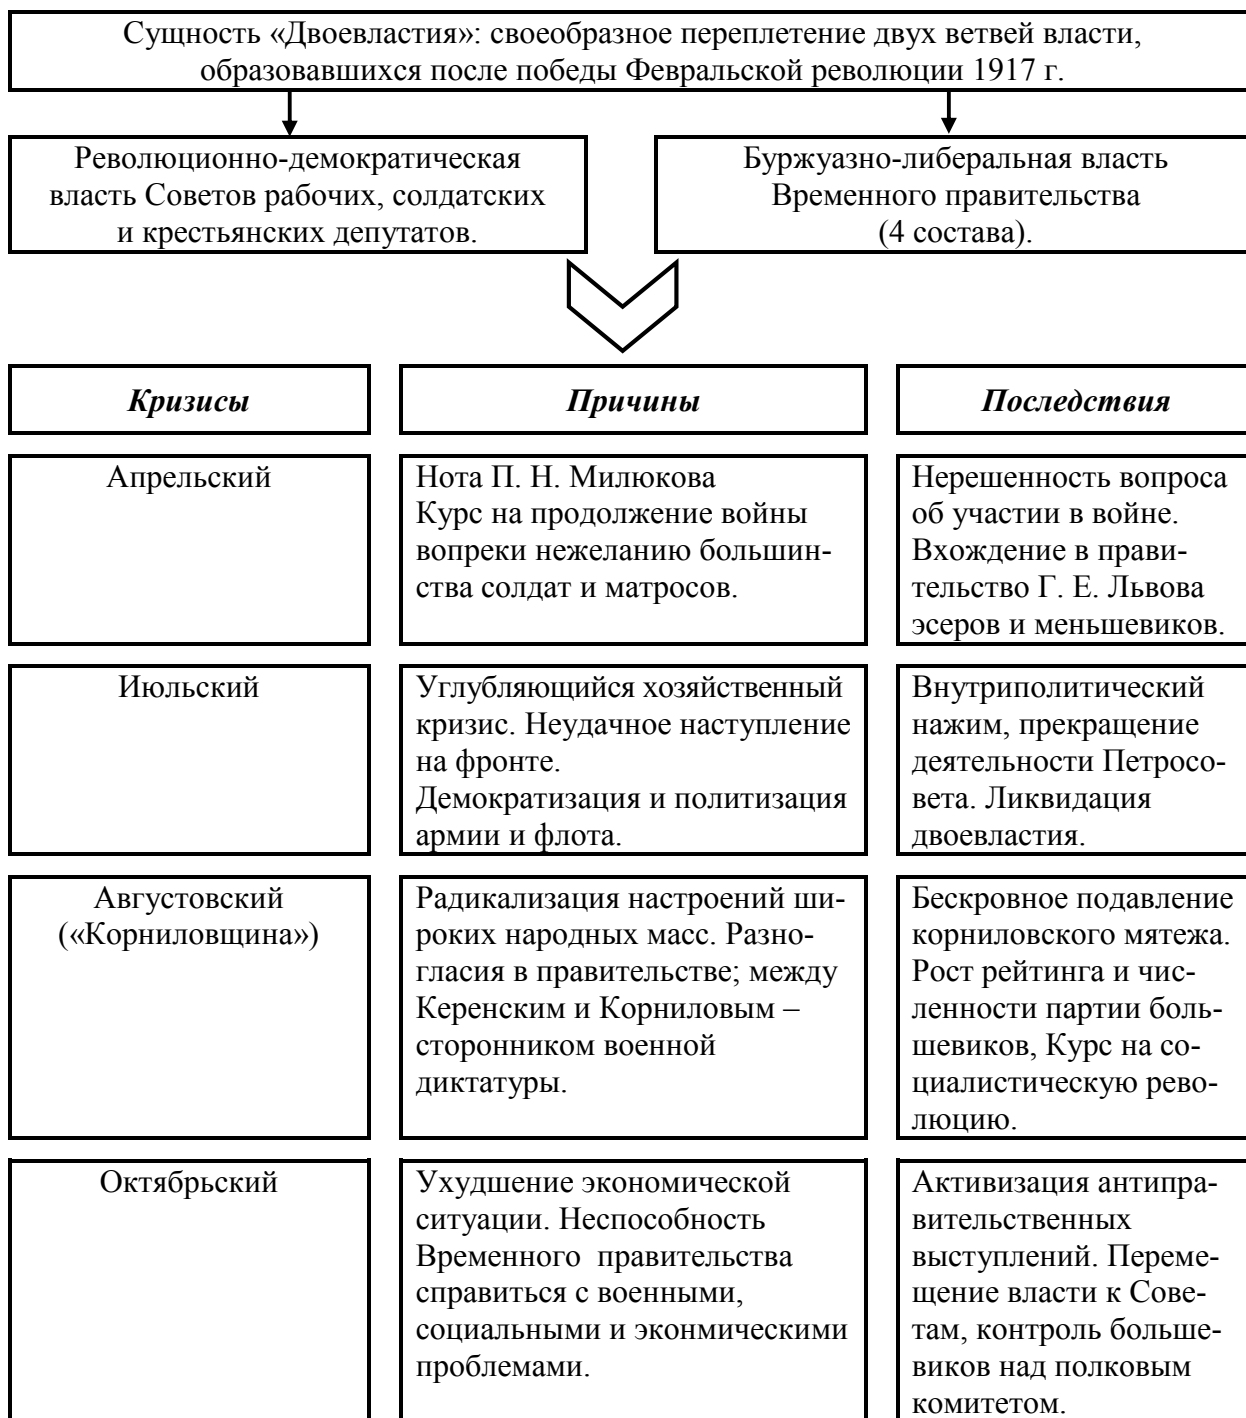 Сущность «Двоевластия»: своеобразное переплетение двух ветвей власти,
образовавшихся после победы Февральской революции 1917 г.
Революционно-демократическая
власть Советов рабочих, солдатских
и крестьянских депутатов.
Буржуазно-либеральная власть
Временного правительства
(4 состава).
Кризисы
Причины
Последствия
Апрельский
Нота П. Н. Милюкова
Курс на продолжение войны
вопреки нежеланию большин-
ства солдат и матросов.
Нерешенность вопроса
об участии в войне.
Вхождение в прави-
тельство Г. Е. Львова
эсеров и меньшевиков.
Июльский
Углубляющийся хозяйственный
кризис. Неудачное наступление
на фронте.
Демократизация и политизация
армии и флота.
Внутриполитический
нажим, прекращение
деятельности Петросо-
вета. Ликвидация
двоевластия.
Августовский
(«Корниловщина»)
Радикализация настроений ши-
роких народных масс. Разно-
гласия в правительстве; между
Керенским и Корниловым –
сторонником военной
диктатуры.
Бескровное подавление
корниловского мятежа.
Рост рейтинга и чис-
ленности партии боль-
шевиков, Курс на со-
циалистическую рево-
люцию.
Октябрьский
Ухудшение экономической
ситуации. Неспособность
Временного правительства
справиться с военными,
социальными и эконмическими
проблемами.
Активизация антипра-
вительственных
выступлений. Переме-
щение власти к Сове-
там, контроль больше-
виков над полковым
комитетом.